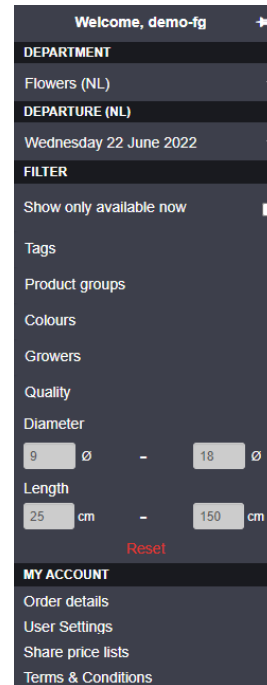 Welcome, demo-fg
DEPARTMENT
Flowers (NL)
DEPARTURE (NL)
Wednesday 22 June 2022
FILTER
Show only available now
Tags
Product groups
Colours
Growers
Quality
Diameter
9 Ø – 18 Ø
Length
25 cm – 150 cm
Reset
MY ACCOUNT
Order details
User Settings
Share price lists
Terms & Conditions